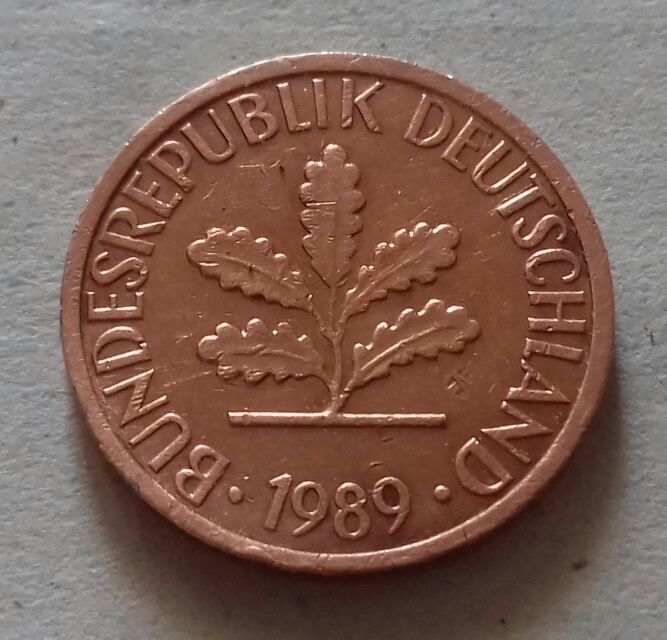 BUNDESREPUBLIK DEUTSCHLAND
· 1989 ·